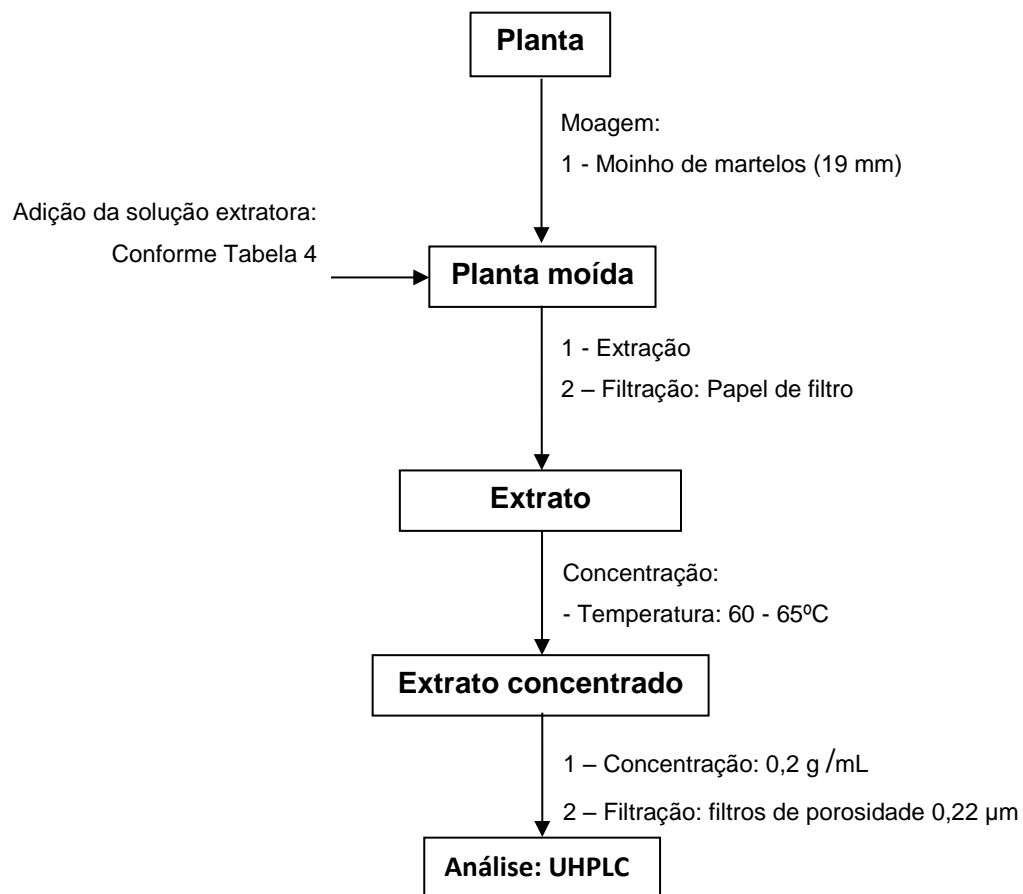 Planta
Moagem:
1 - Moinho de martelos (19 mm)
Adição da solução extratora:
Conforme Tabela 4
Planta moída
1 - Extração
2 – Filtração: Papel de filtro
Extrato
Concentração:
- Temperatura: 60 - 65ºC
Extrato concentrado
1 – Concentração: 0,2 g /mL
2 – Filtração: filtros de porosidade 0,22 µm
Análise: UHPLC